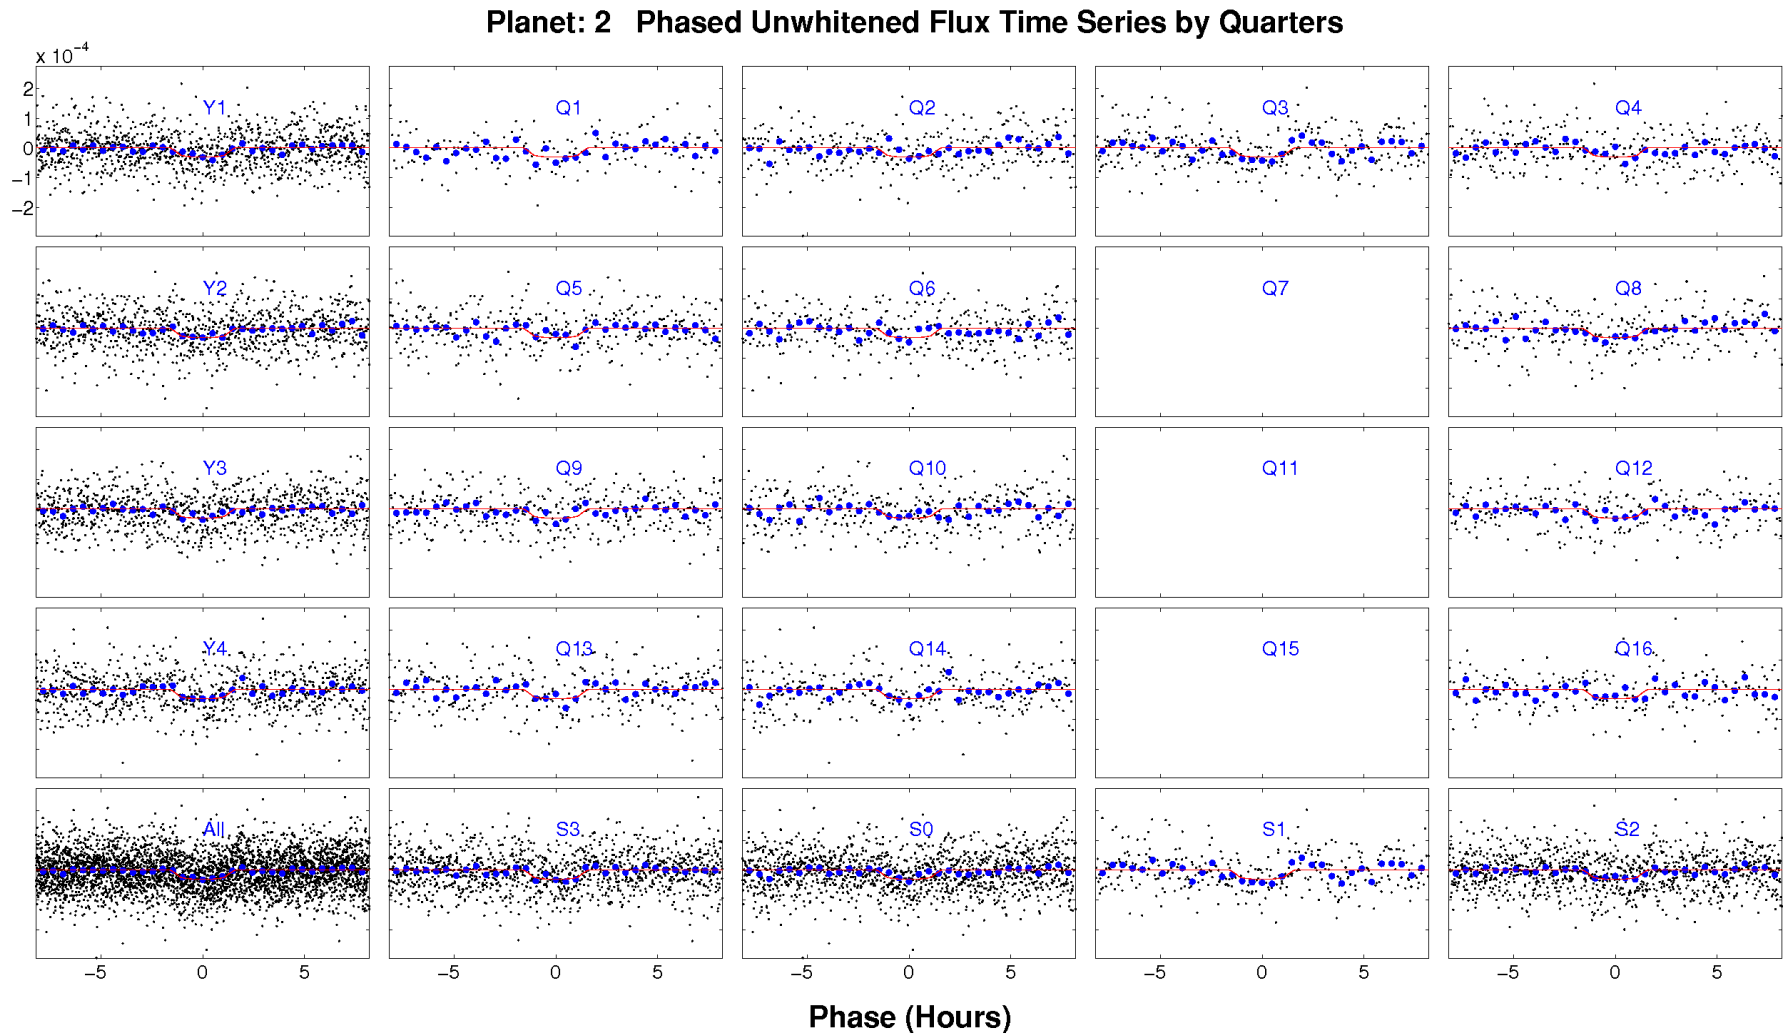 Planet: 2 Phased Unwhitened Flux Time Series by Quarters
x 10⁻⁴
2
1
0
−1
−2
Y1 Q1 Q2 Q3 Q4
Y2 Q5 Q6 Q7 Q8
Y3 Q9 Q10 Q11 Q12
Y4 Q13 Q14 Q15 Q16
All S3 S0 S1 S2
−5 0 5 −5 0 5 −5 0 5 −5 0 5 −5 0 5
Phase (Hours)